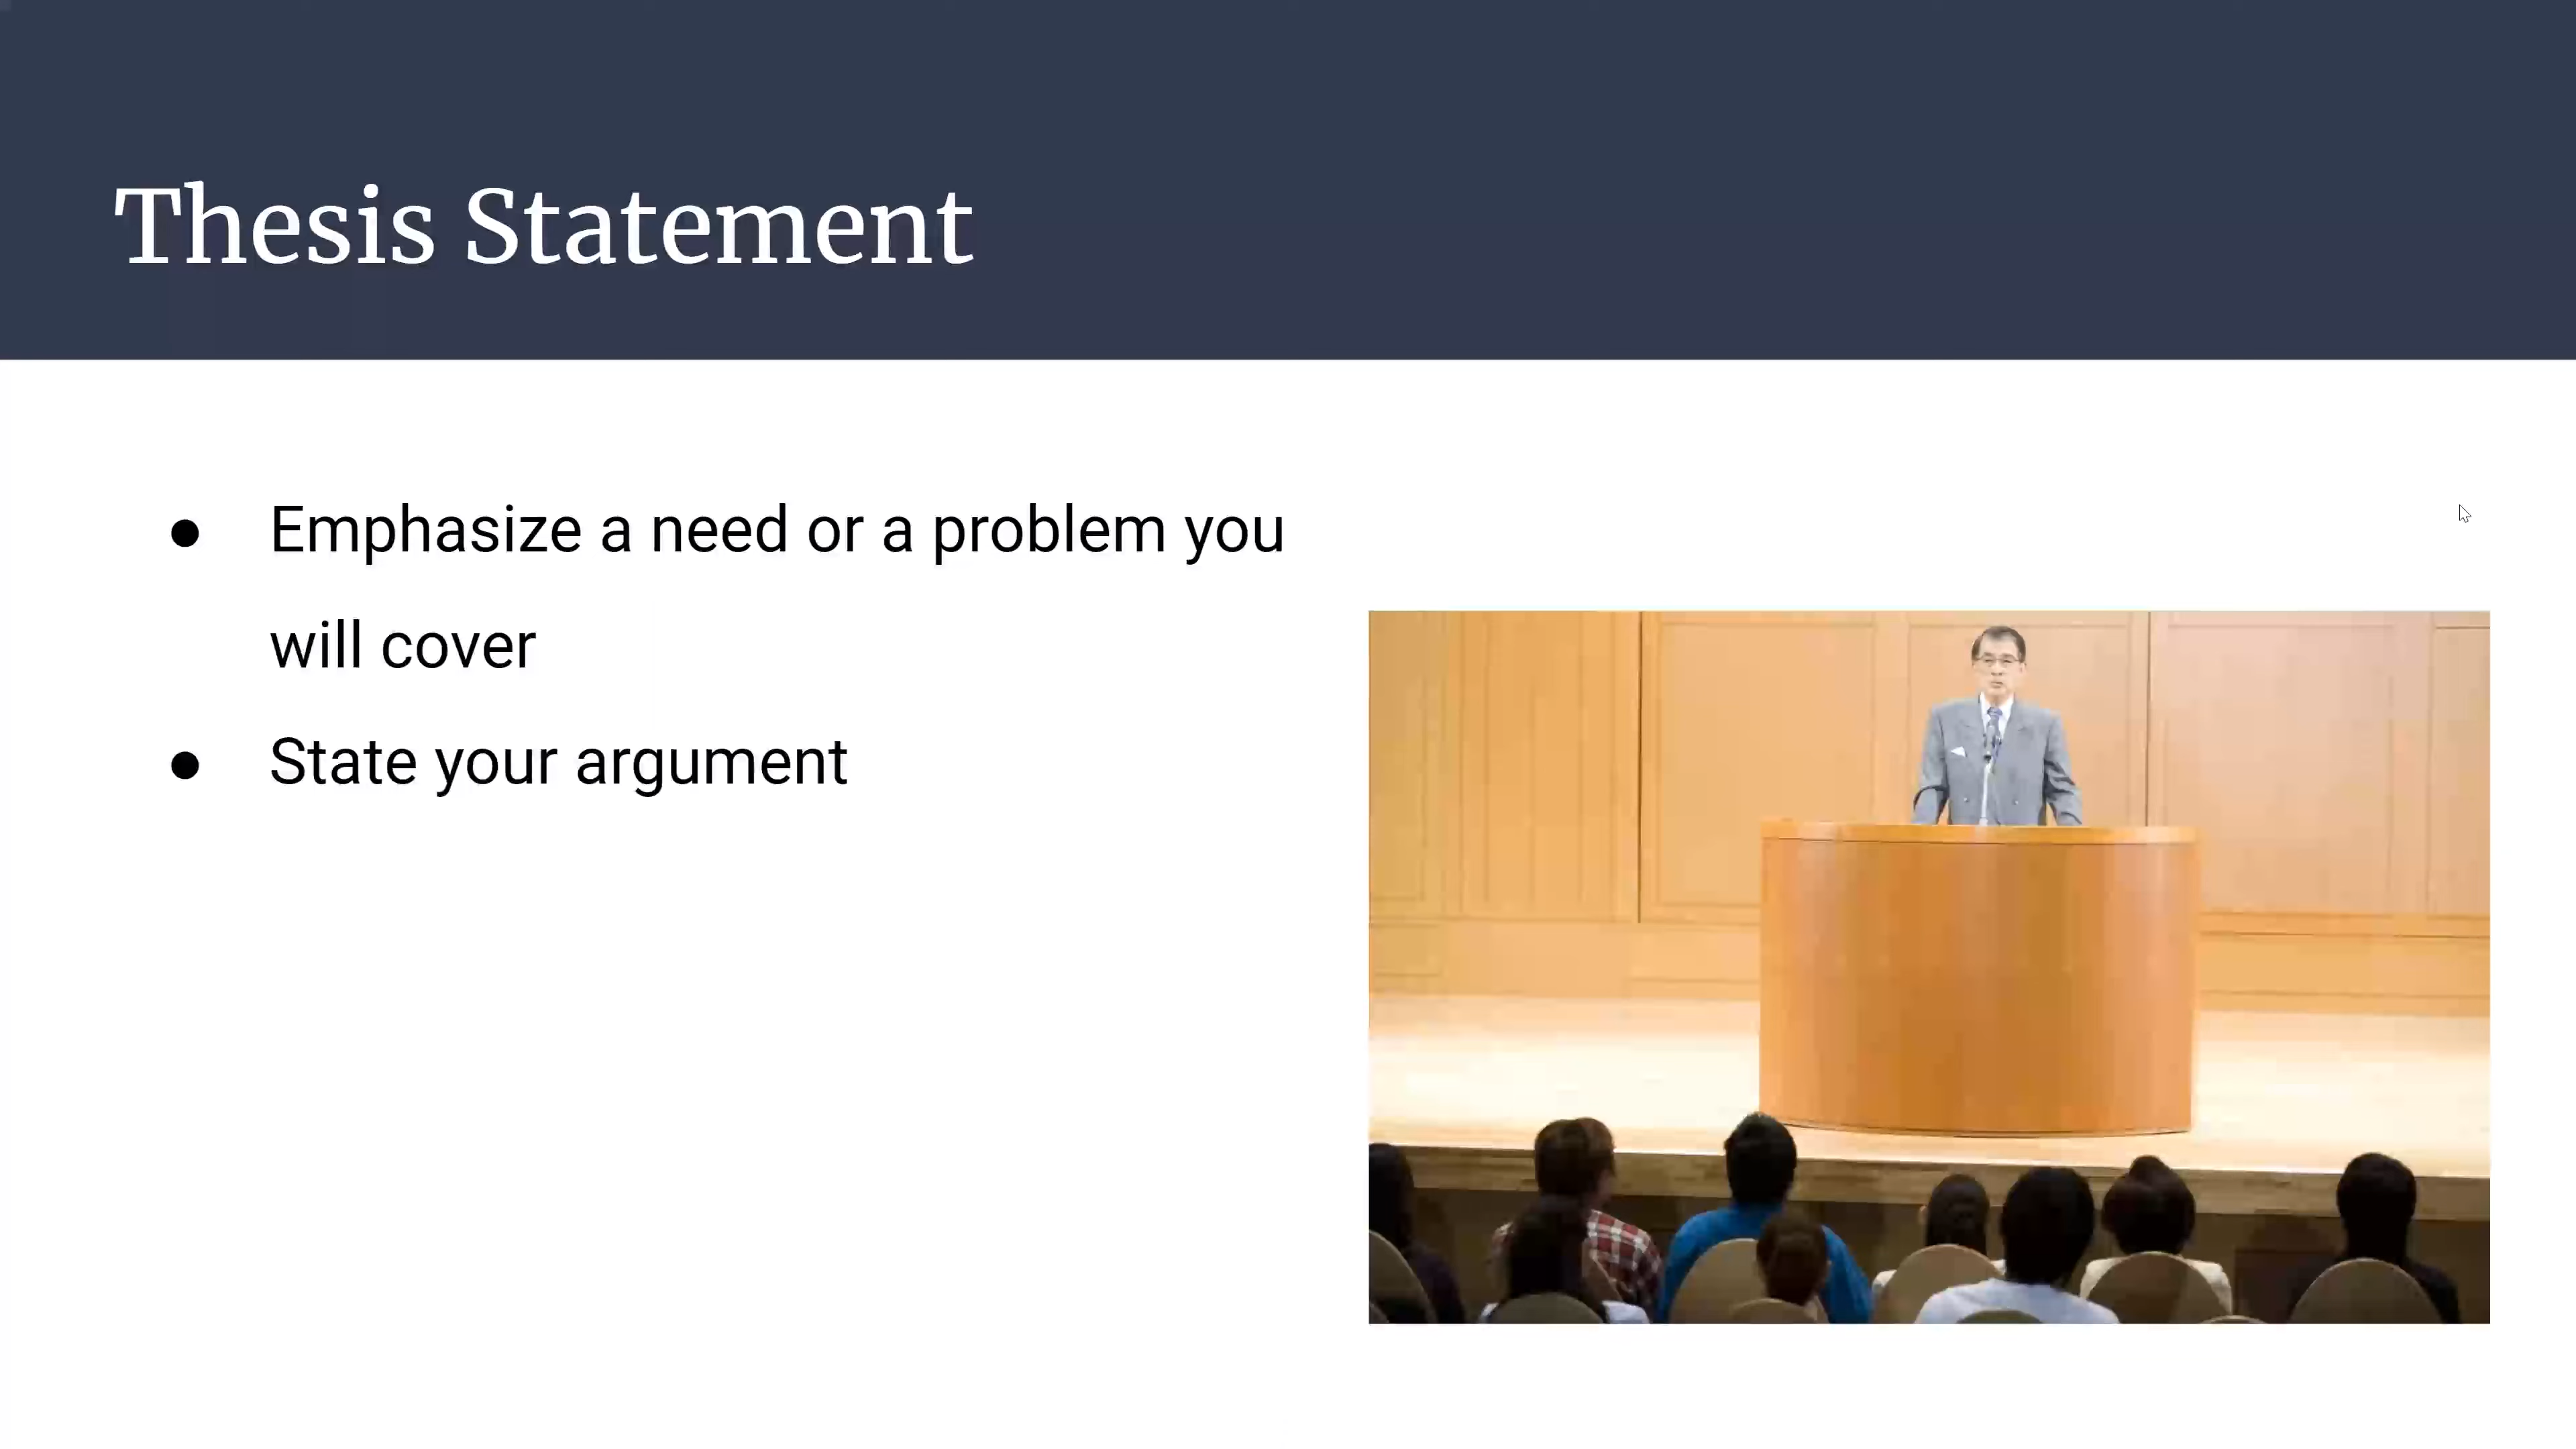 Thesis Statement
● Emphasize a need or a problem you
will cover
● State your argument